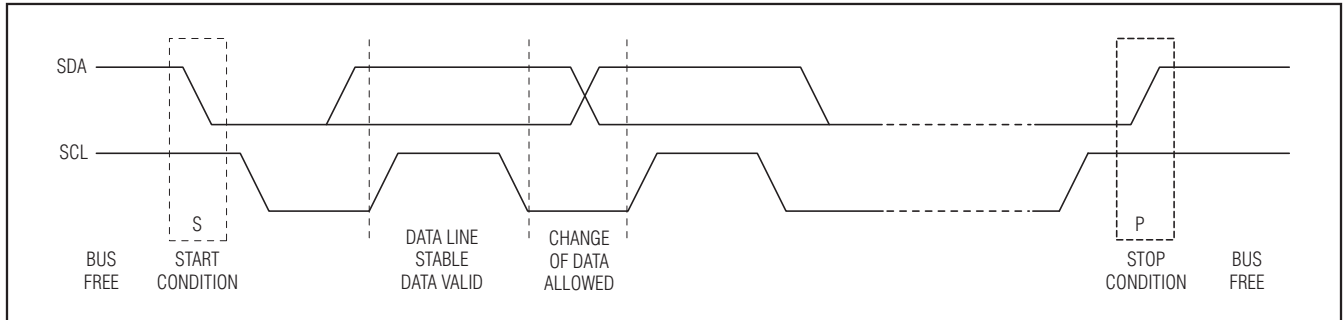 SDA
SCL
S
P
BUS
FREE
START
CONDITION
DATA LINE
STABLE
DATA VALID
CHANGE
OF DATA
ALLOWED
STOP
CONDITION
BUS
FREE